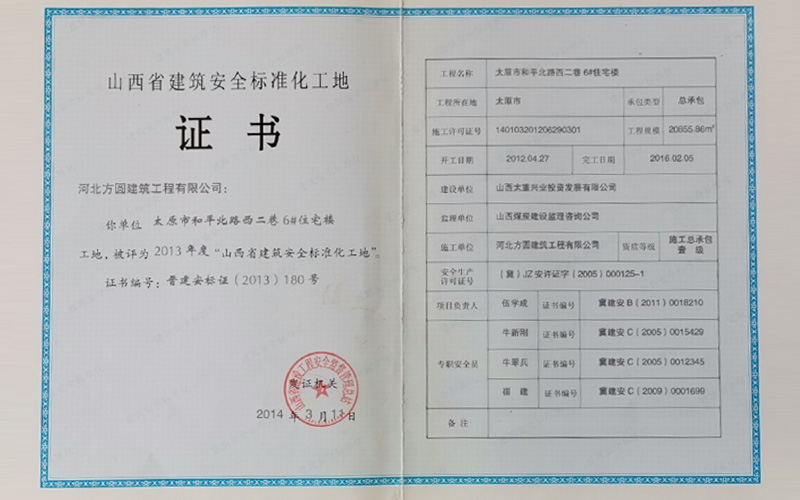 山西省建筑安全标准化工地
证 书
河北方圆建筑工程有限公司:
你单位 太原市和平北路西二巷6#住宅楼
工地, 被评为2013年度“山西省建筑安全标准化工地”。
证书编号: 晋建安标证(2013)180号
发证机关
2014年3月11日
工程名称 太原市和平北路西二巷6#住宅楼
工程所在地 太原市 承包类型 总承包
施工许可证号 140103201206290301 工程规模 20855.86㎡
开工日期 2012.04.27 完工日期 2016.02.05
建设单位 山西太重兴业投资发展有限公司
监理单位 山西煤炭建设监理咨询公司
施工单位 河北方圆建筑工程有限公司 资质等级 施工总承包壹级
安全生产许可证号 (冀)JZ安许证字(2005)000125-1
项目负责人 伍学成 证书编号 冀建安B(2011)0018210
专职安全员 牛新刚 证书编号 冀建安C(2005)0015429
牛翠兵 证书编号 冀建安C(2005)0012345
崔 建 证书编号 冀建安C(2009)0001699
备 注